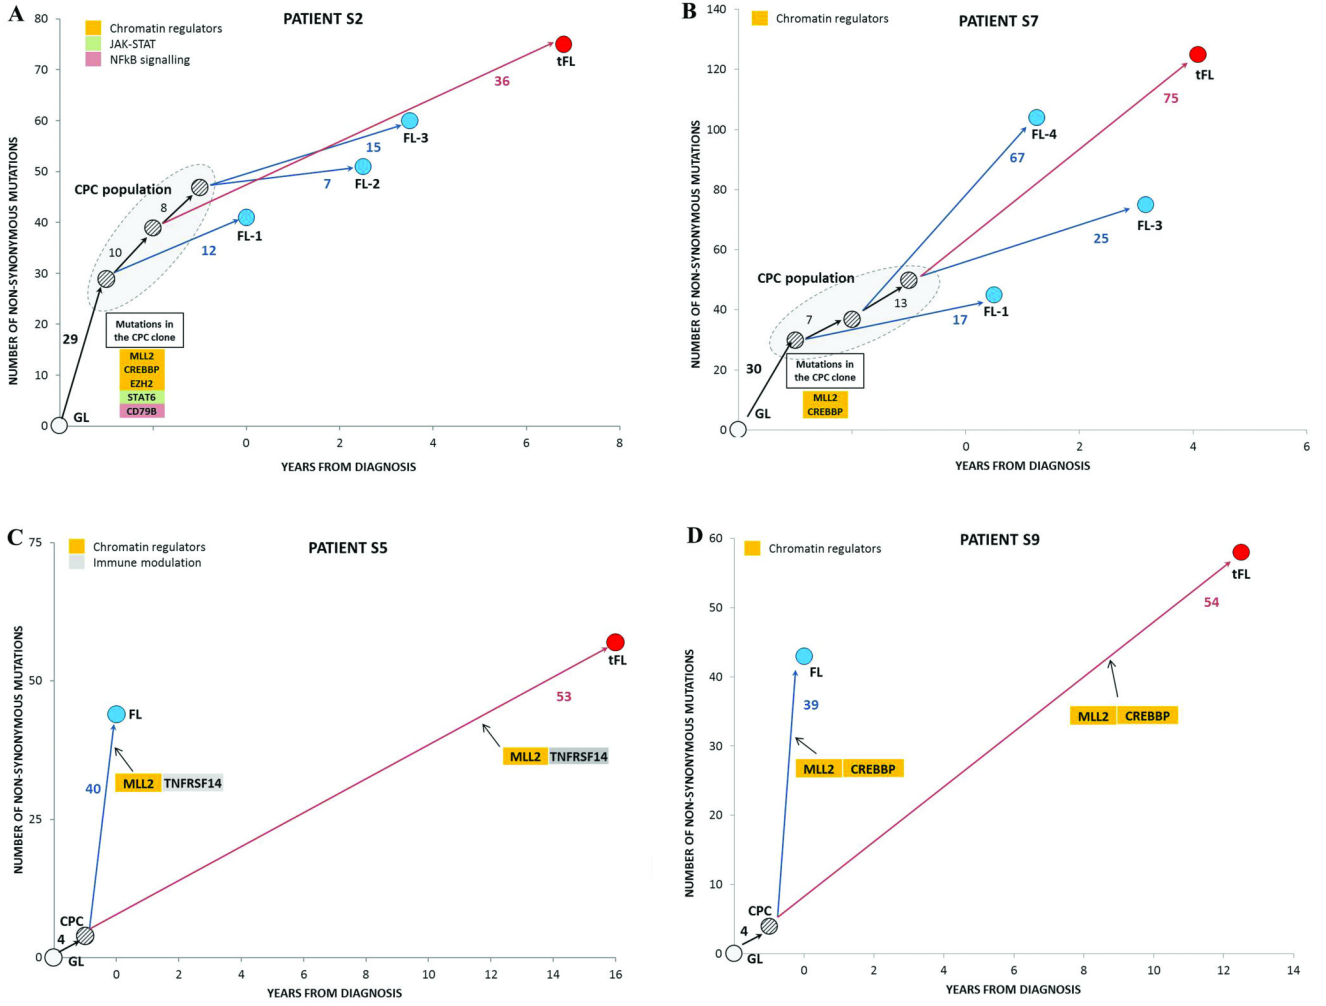 A
PATIENT S2
Chromatin regulators
JAK-STAT
NFkB signalling
NUMBER OF NON-SYNONYMOUS MUTATIONS
80
70
60
50
40
30
20
10
0
tFL
36
FL-3
15
FL-2
7
CPC population
8
10
FL-1
12
29
Mutations in
the CPC clone
MLL2
CREBBP
EZH2
STAT6
CD79B
GL
0 2 4 6 8
YEARS FROM DIAGNOSIS
B
PATIENT S7
Chromatin regulators
NUMBER OF NON-SYNONYMOUS MUTATIONS
140
120
100
80
60
40
20
0
tFL
75
FL-4
67
FL-3
25
CPC population
13
7
FL-1
17
30
Mutations in
the CPC clone
MLL2
CREBBP
GL
0 2 4 6
YEARS FROM DIAGNOSIS
C
PATIENT S5
Chromatin regulators
Immune modulation
NUMBER OF NON-SYNONYMOUS MUTATIONS
75
50
25
0
tFL
53
FL
MLL2 TNFRSF14
MLL2 TNFRSF14
40
CPC
4
GL
0 2 4 6 8 10 12 14 16
YEARS FROM DIAGNOSIS
D
PATIENT S9
Chromatin regulators
NUMBER OF NON-SYNONYMOUS MUTATIONS
60
50
40
30
20
10
0
tFL
54
FL
39
MLL2 CREBBP
MLL2 CREBBP
CPC
4
GL
0 2 4 6 8 10 12 14
YEARS FROM DIAGNOSIS